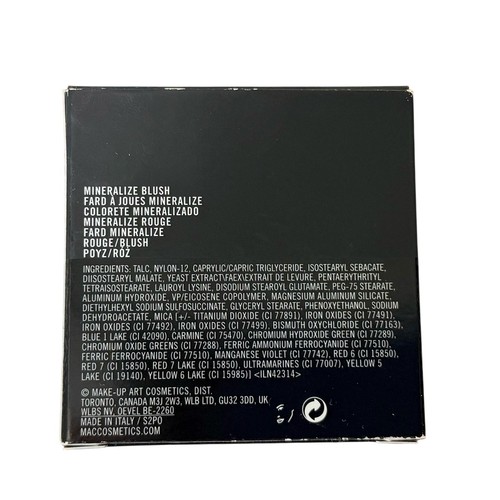 MINERALIZE BLUSH
FARD À JOUES MINERALIZE
COLORETE MINERALIZADO
MINERALIZE ROUGE
FARD MINERALIZE
ROUGE/BLUSH
POYZ/RÓŻ
INGREDIENTS: TALC, NYLON-12, CAPRYLIC/CAPRIC TRIGLYCERIDE, ISOSTEARYL SEBACATE,
DIISOSTEARYL MALATE, YEAST EXTRACT\FAEX\EXTRAIT DE LEVURE, PENTAERYTHRITYL
TETRAISOSTEARATE, LAUROYL LYSINE, DISODIUM STEAROYL GLUTAMATE, PEG-75 STEARATE,
ALUMINUM HYDROXIDE, VP/EICOSENE COPOLYMER, MAGNESIUM ALUMINUM SILICATE,
DIETHYLHEXYL SODIUM SULFOSUCCINATE, GLYCERYL STEARATE, PHENOXYETHANOL, SODIUM
DEHYDROACETATE, MICA [+/- TITANIUM DIOXIDE (CI 77891), IRON OXIDES (CI 77491),
IRON OXIDES (CI 77492), IRON OXIDES (CI 77499), BISMUTH OXYCHLORIDE (CI 77163),
BLUE 1 LAKE (CI 42090), CARMINE (CI 75470), CHROMIUM HYDROXIDE GREEN (CI 77289),
CHROMIUM OXIDE GREENS (CI 77288), FERRIC AMMONIUM FERROCYANIDE (CI 77510),
FERRIC FERROCYANIDE (CI 77510), MANGANESE VIOLET (CI 77742), RED 6 (CI 15850),
RED 7 (CI 15850), RED 7 LAKE (CI 15850), ULTRAMARINES (CI 77007), YELLOW 5
LAKE (CI 19140), YELLOW 6 LAKE (CI 15985)] <ILN42314>
© MAKE-UP ART COSMETICS, DIST.
TORONTO, CANADA M3J 2W3, WLB LTD, GU32 3DD, UK
WLBS NV, OEVEL BE-2260
MADE IN ITALY / S2PO
MACCOSMETICS.COM